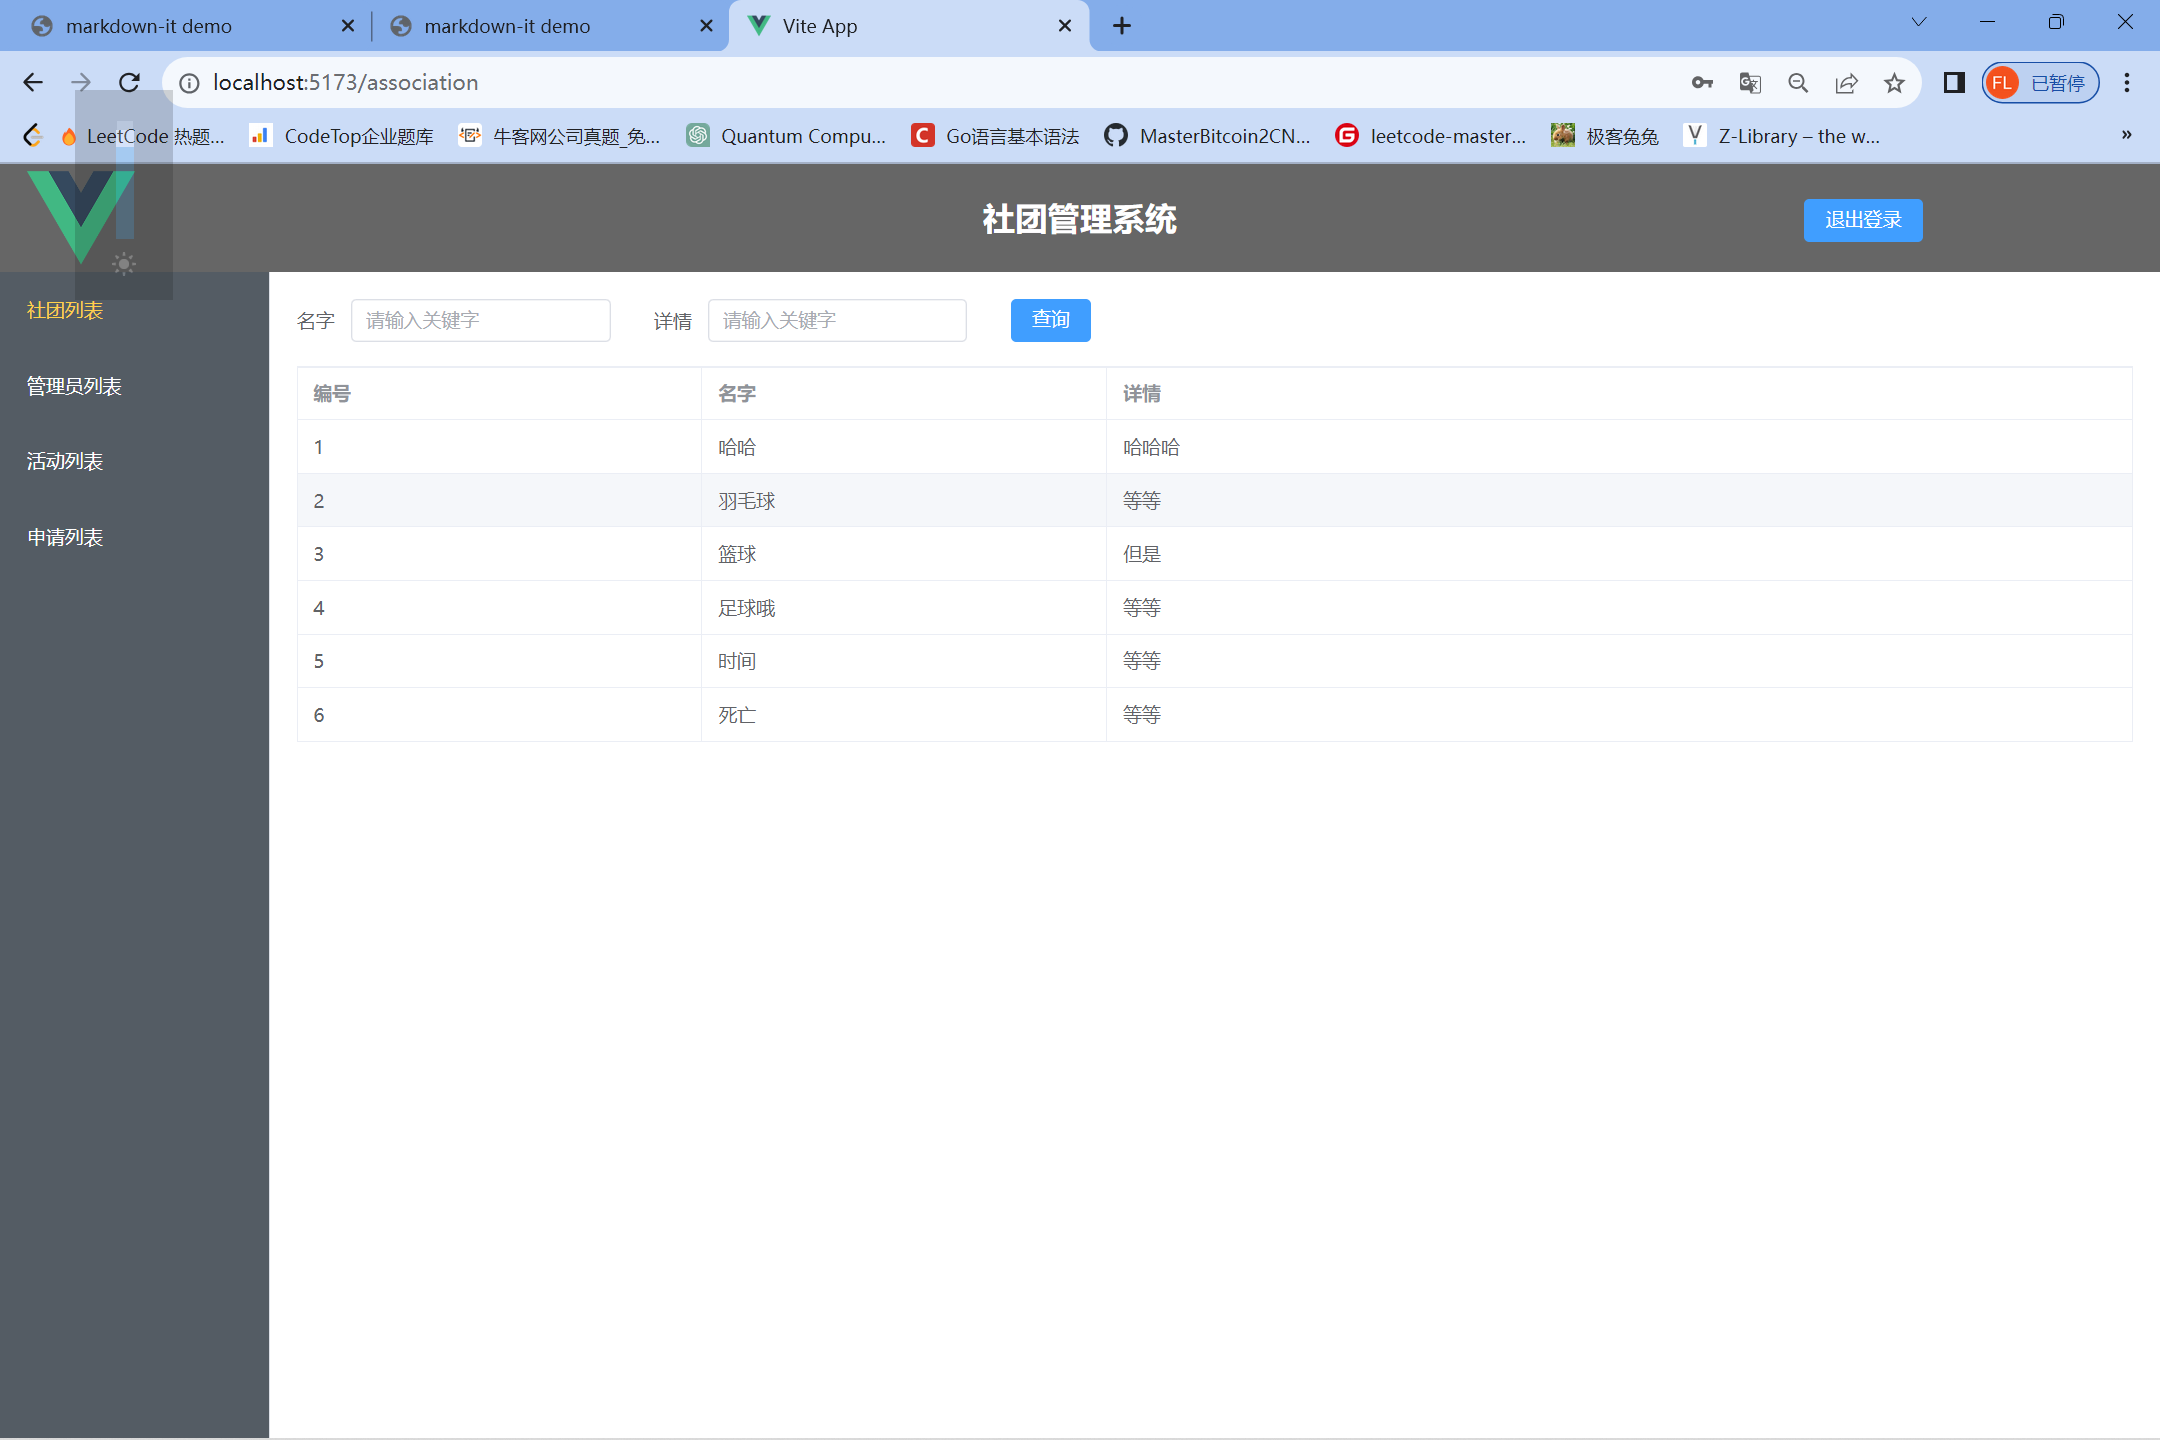 markdown-it demo
markdown-it demo
Vite App
localhost:5173/association
FL 已暂停
LeetCode 热题...
CodeTop企业题库
牛客网公司真题_免...
Quantum Compu...
Go语言基本语法
MasterBitcoin2CN...
leetcode-master...
极客兔兔
Z-Library – the w...
»
社团管理系统
退出登录
社团列表
管理员列表
活动列表
申请列表
名字 请输入关键字 详情 请输入关键字 查询
编号 名字 详情
1 哈哈 哈哈哈
2 羽毛球 等等
3 篮球 但是
4 足球哦 等等
5 时间 等等
6 死亡 等等